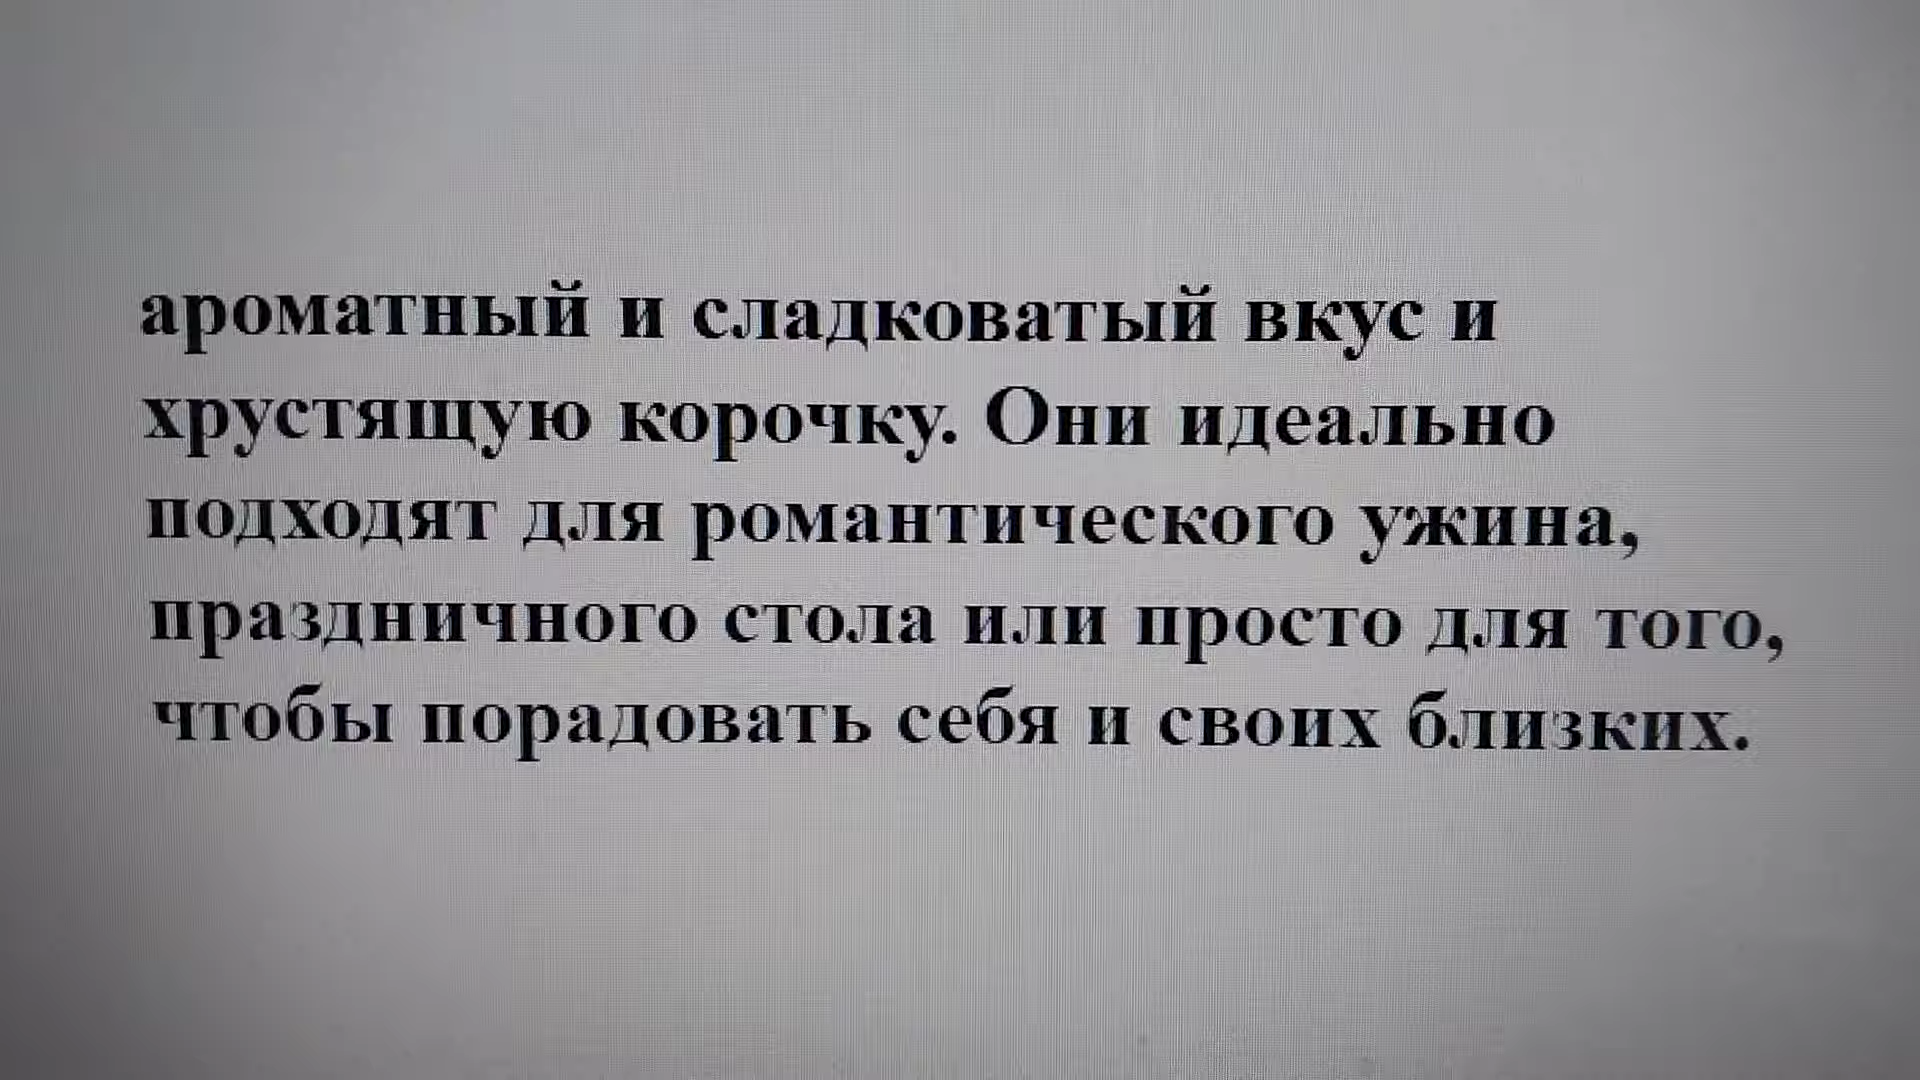 ароматный и сладковатый вкус и
хрустящую корочку. Они идеально
подходят для романтического ужина,
праздничного стола или просто для того,
чтобы порадовать себя и своих близких.